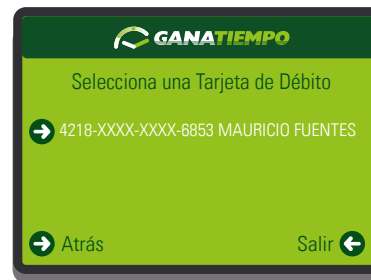 GANATIEMPO
Selecciona una Tarjeta de Débito
4218-XXXX-XXXX-6853 MAURICIO FUENTES
Atrás Salir